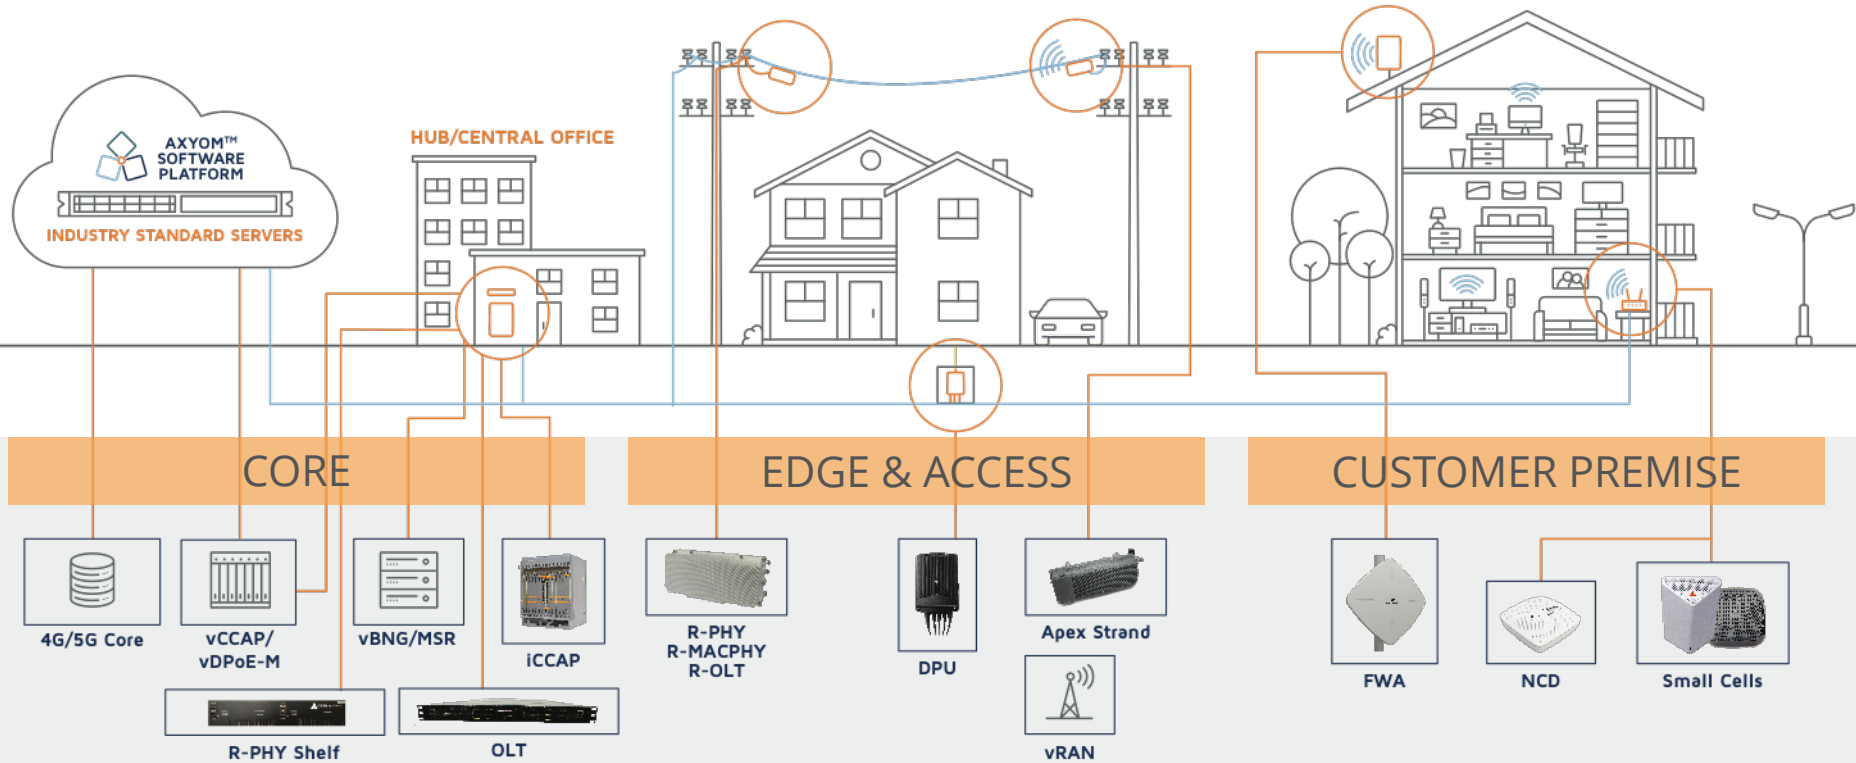 AXYOM™
SOFTWARE
PLATFORM
INDUSTRY STANDARD SERVERS
HUB/CENTRAL OFFICE
CORE
EDGE & ACCESS
CUSTOMER PREMISE
4G/5G Core
vCCAP/
vDPoE-M
vBNG/MSR
iCCAP
R-PHY Shelf
OLT
R-PHY
R-MACPHY
R-OLT
DPU
Apex Strand
vRAN
FWA
NCD
Small Cells